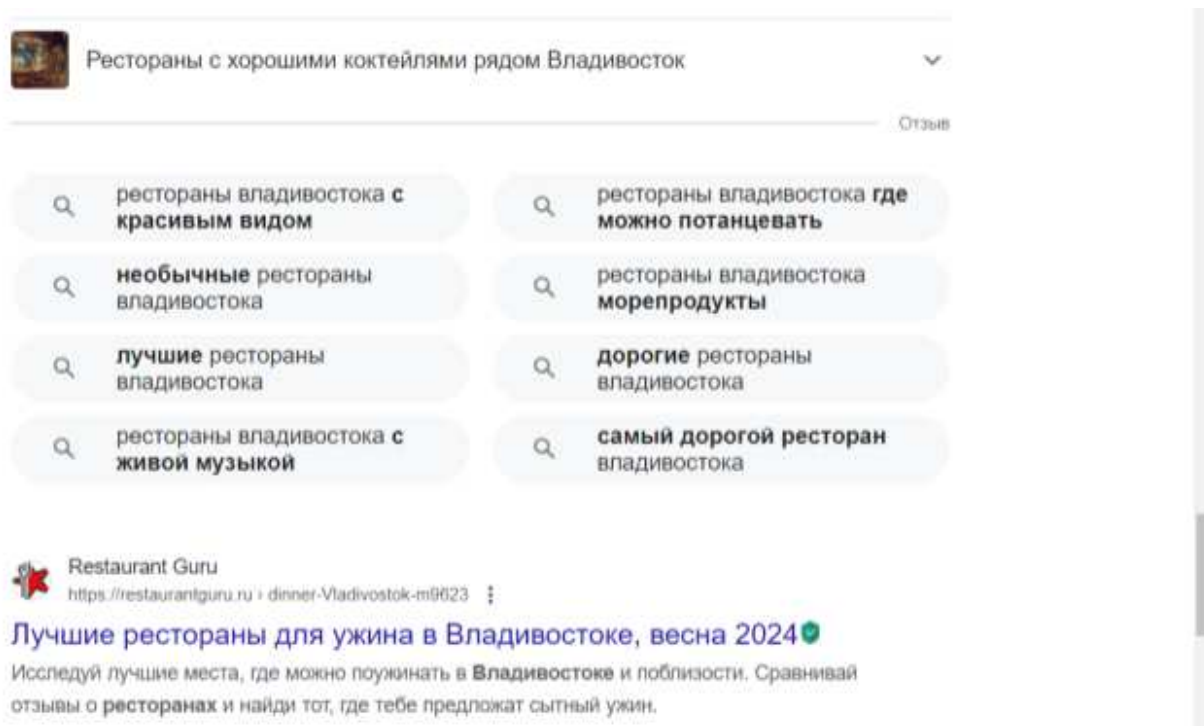 Рестораны с хорошими коктейлями рядом Владивосток
Отзыв
рестораны владивостока с
красивым видом
рестораны владивостока где
можно потанцевать
необычные рестораны
владивостока
рестораны владивостока
морепродукты
лучшие рестораны
владивостока
дорогие рестораны
владивостока
рестораны владивостока с
живой музыкой
самый дорогой ресторан
владивостока
Restaurant Guru
https://restaurantguru.ru › dinner-Vladivostok-m9623
Лучшие рестораны для ужина в Владивостоке, весна 2024
Исследуй лучшие места, где можно поужинать в Владивостоке и поблизости. Сравнивай
отзывы о ресторанах и найди тот, где тебе предложат сытный ужин.